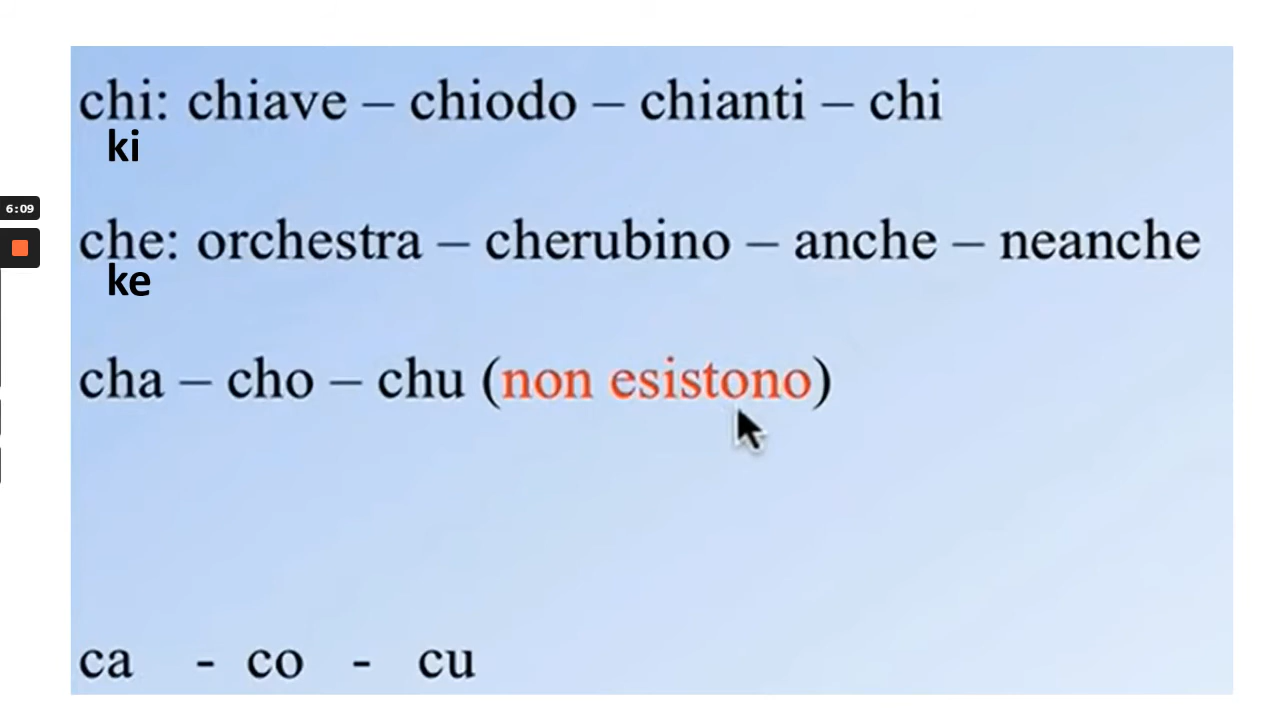 chi: chiave – chiodo – chianti – chi
ki
6:09
che: orchestra – cherubino – anche – neanche
ke
cha – cho – chu (non esistono)
ca - co - cu